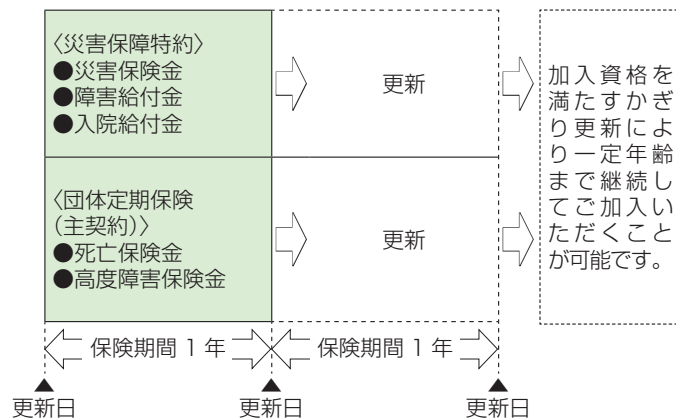 〈災害保障特約〉
●災害保険金
●障害給付金
●入院給付金
更新
〈団体定期保険
(主契約)〉
●死亡保険金
●高度障害保険金
更新
加入資格を
満たすかぎ
り更新によ
り一定年齢
まで継続し
てご加入い
ただくこと
が可能です。
保険期間 1 年
保険期間 1 年
更新日
更新日
更新日